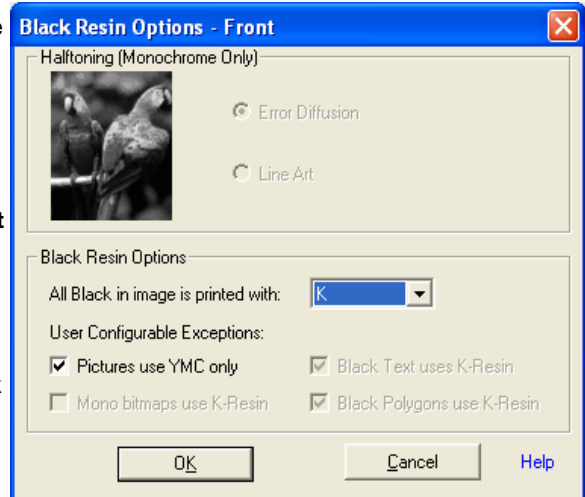 e
Black Resin Options - Front
Halftoning (Monochrome Only)
Error Diffusion
Line Art
t
Black Resin Options
All Black in image is printed with: K
User Configurable Exceptions:
Pictures use YMC only Black Text uses K-Resin
Mono bitmaps use K-Resin Black Polygons use K-Resin
OK Cancel Help